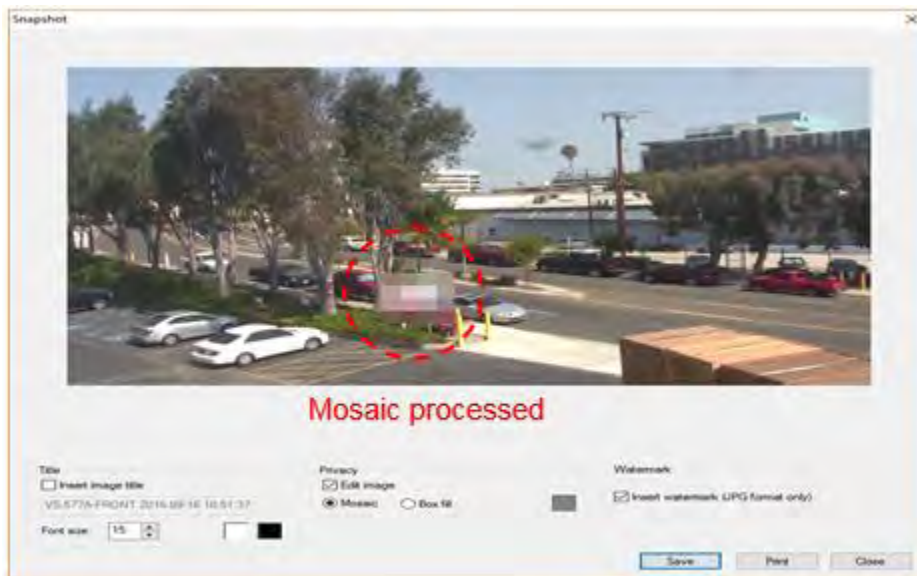 Snapshot
Mosaic processed
Title
Insert image title
VS-577A-FRONT 2016-09-16 10:51:37
Font size: 15
Privacy
Edit image
Mosaic
Box fill
Watermark
Insert watermark (JPG format only)
Save
Print
Close